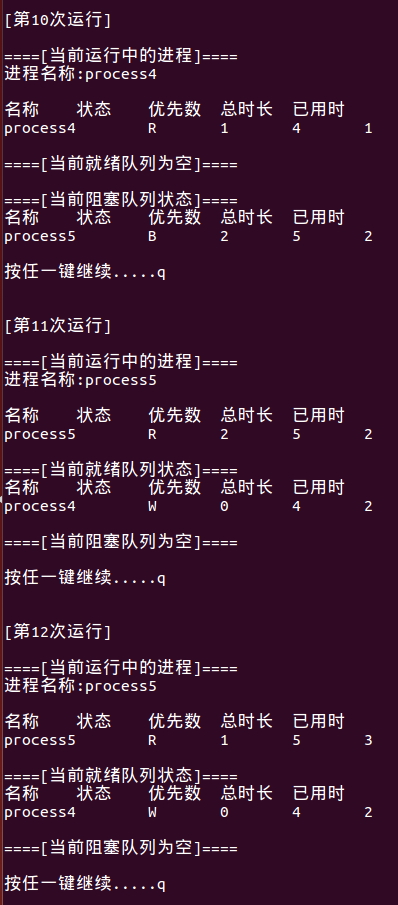 [第10次运行]
====[当前运行中的进程]====
进程名称:process4
名称 状态 优先数 总时长 已用时
process4 R 1 4 1
====[当前就绪队列为空]====
====[当前阻塞队列状态]====
名称 状态 优先数 总时长 已用时
process5 B 2 5 2
按任一键继续.....q
[第11次运行]
====[当前运行中的进程]====
进程名称:process5
名称 状态 优先数 总时长 已用时
process5 R 2 5 2
====[当前就绪队列状态]====
名称 状态 优先数 总时长 已用时
process4 W 0 4 2
====[当前阻塞队列为空]====
按任一键继续.....q
[第12次运行]
====[当前运行中的进程]====
进程名称:process5
名称 状态 优先数 总时长 已用时
process5 R 1 5 3
====[当前就绪队列状态]====
名称 状态 优先数 总时长 已用时
process4 W 0 4 2
====[当前阻塞队列为空]====
按任一键继续.....q